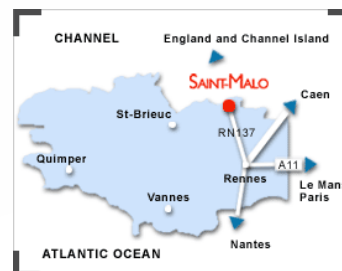 CHANNEL
England and Channel Island
SAINT-MALO
Caen
St-Brieuc
RN137
Quimper
A11
Rennes
Le Man
Paris
Vannes
Nantes
ATLANTIC OCEAN